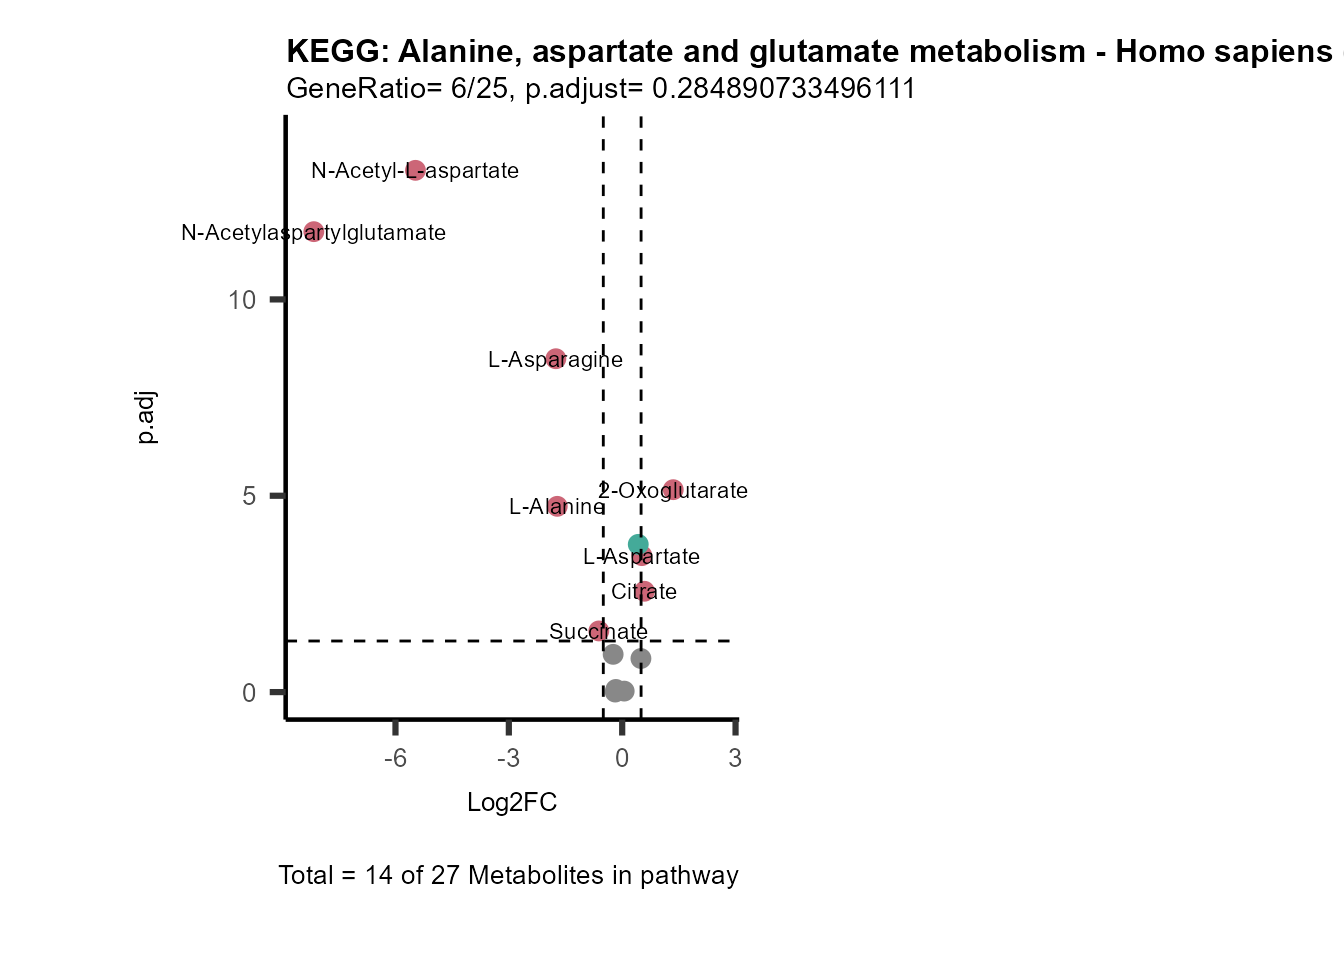 KEGG: Alanine, aspartate and glutamate metabolism - Homo sapiens
GeneRatio= 6/25, p.adjust= 0.284890733496111
N-Acetyl-L-aspartate
N-Acetylaspartylglutamate
10
L-Asparagine
p.adj
5
2-Oxoglutarate
L-Alanine
L-Aspartate
Citrate
Succinate
0
-6 -3 0 3
Log2FC
Total = 14 of 27 Metabolites in pathway